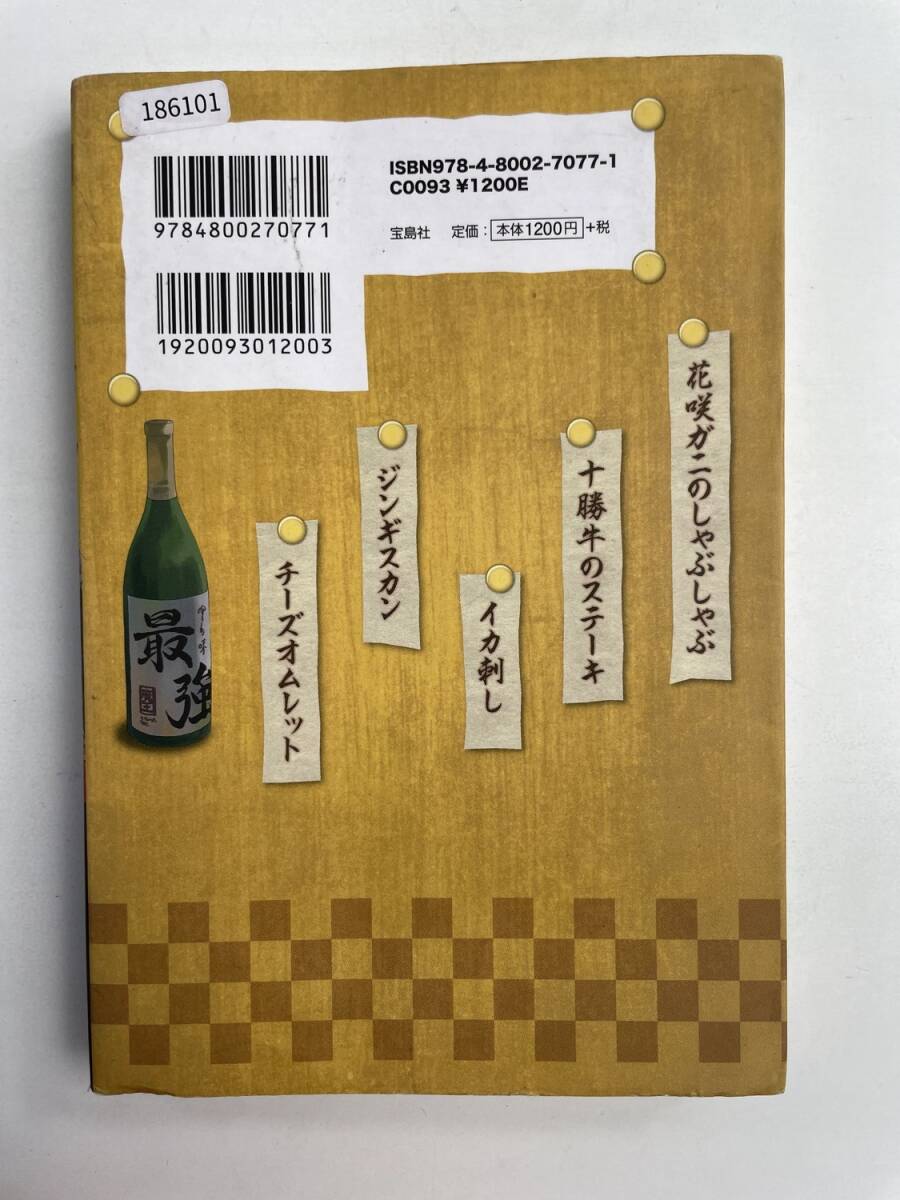 186101
ISBN978-4-8002-7077-1
C0093 ¥1200E
9784800270771
宝島社 定価：本体1200円+税
1920093012003
花咲ガニのしゃぶしゃぶ
十勝牛のステーキ
イカ刺し
ジンギスカン
チーズオムレット
最強